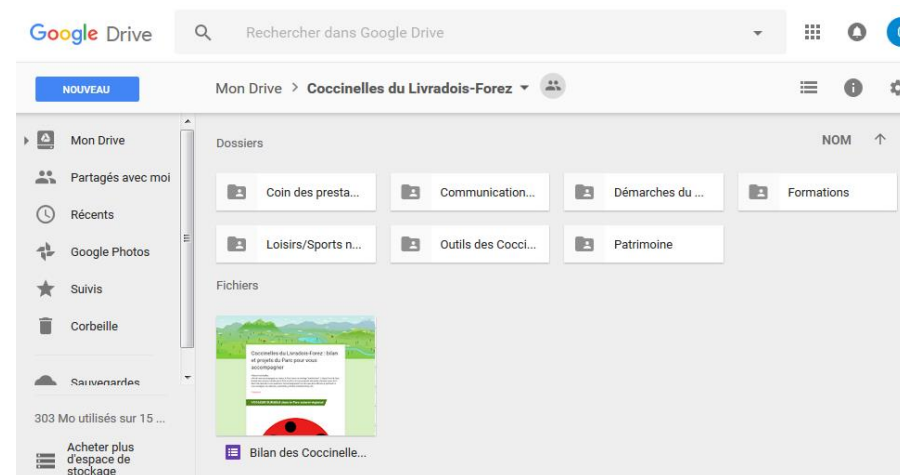 Google Drive
Rechercher dans Google Drive
NOUVEAU
Mon Drive > Coccinelles du Livradois-Forez
Mon Drive
Partagés avec moi
Récents
Google Photos
Suivis
Corbeille
Sauvegardes
303 Mo utilisés sur 15 ...
Acheter plus
d'espace de
stockage
Dossiers
NOM
Coin des presta...
Communication...
Démarches du ...
Formations
Loisirs/Sports n...
Outils des Cocci...
Patrimoine
Fichiers
Coccinelles du Livradois-Forez : bilan
et projets du Parc pour vous
accompagner
Bilan des Coccinelle...